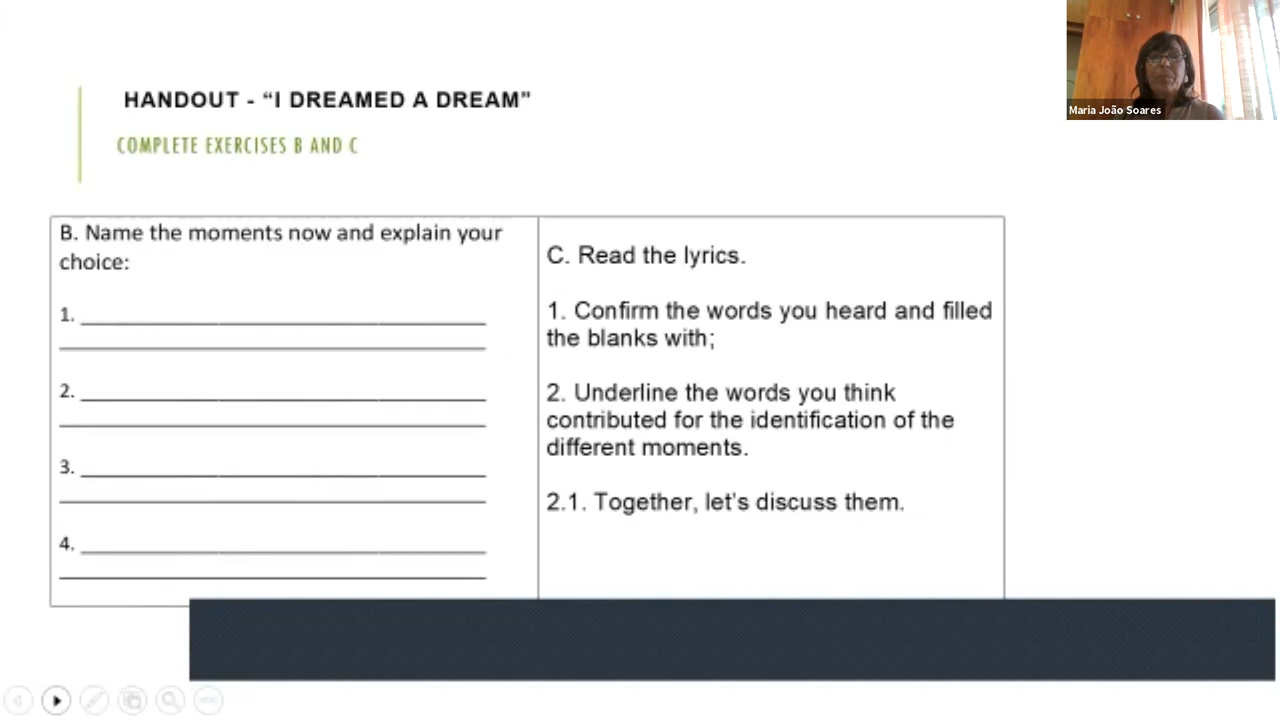 HANDOUT - “I DREAMED A DREAM”
COMPLETE EXERCISES B AND C
Maria João Soares
B. Name the moments now and explain your
choice:
1. 
2. 
3. 
4. 
C. Read the lyrics.
1. Confirm the words you heard and filled
the blanks with;
2. Underline the words you think
contributed for the identification of the
different moments.
2.1. Together, let’s discuss them.